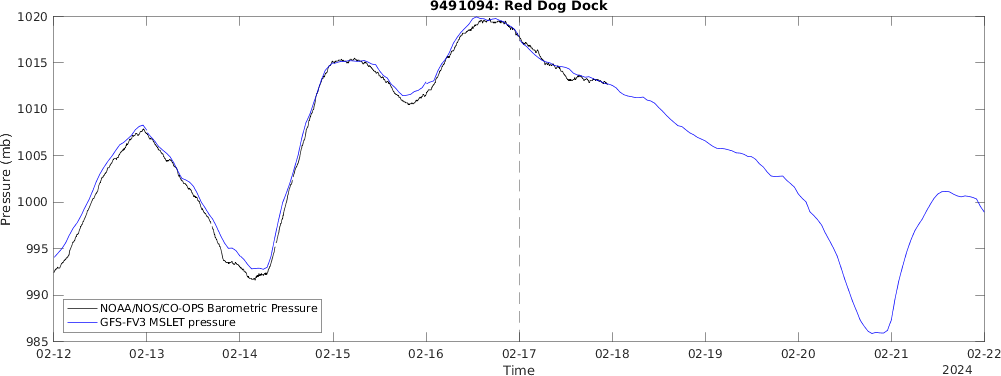 9491094: Red Dog Dock
1020
1015
1010
1005
1000
995
990
985
Pressure (mb)
NOAA/NOS/CO-OPS Barometric Pressure
GFS-FV3 MSLET pressure
02-12 02-13 02-14 02-15 02-16 02-17 02-18 02-19 02-20 02-21 02-22
Time
2024